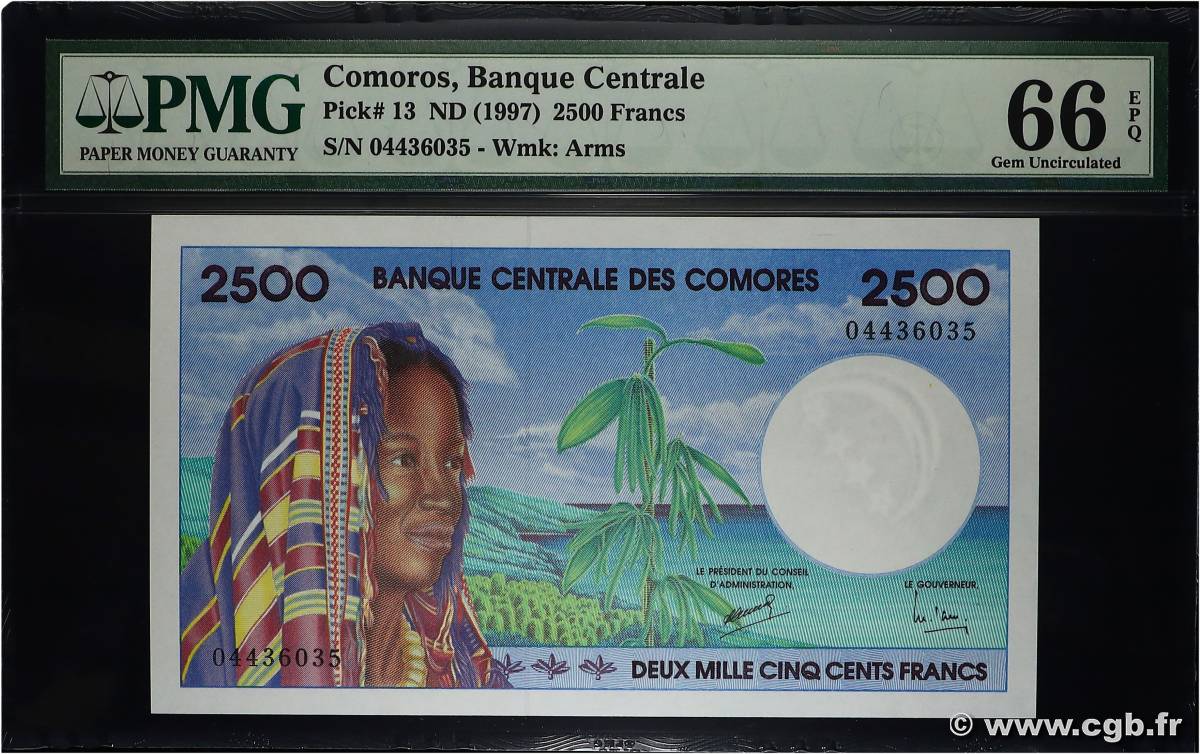 PMG
PAPER MONEY GUARANTY
Comoros, Banque Centrale
Pick# 13 ND (1997) 2500 Francs
S/N 04436035 - Wmk: Arms
66
EPQ
Gem Uncirculated
2500
BANQUE CENTRALE DES COMORES
2500
04436035
LE PRÉSIDENT DU CONSEIL
D'ADMINISTRATION,
LE GOUVERNEUR,
04436035
DEUX MILLE CINQ CENTS FRANCS
© www.cgb.fr